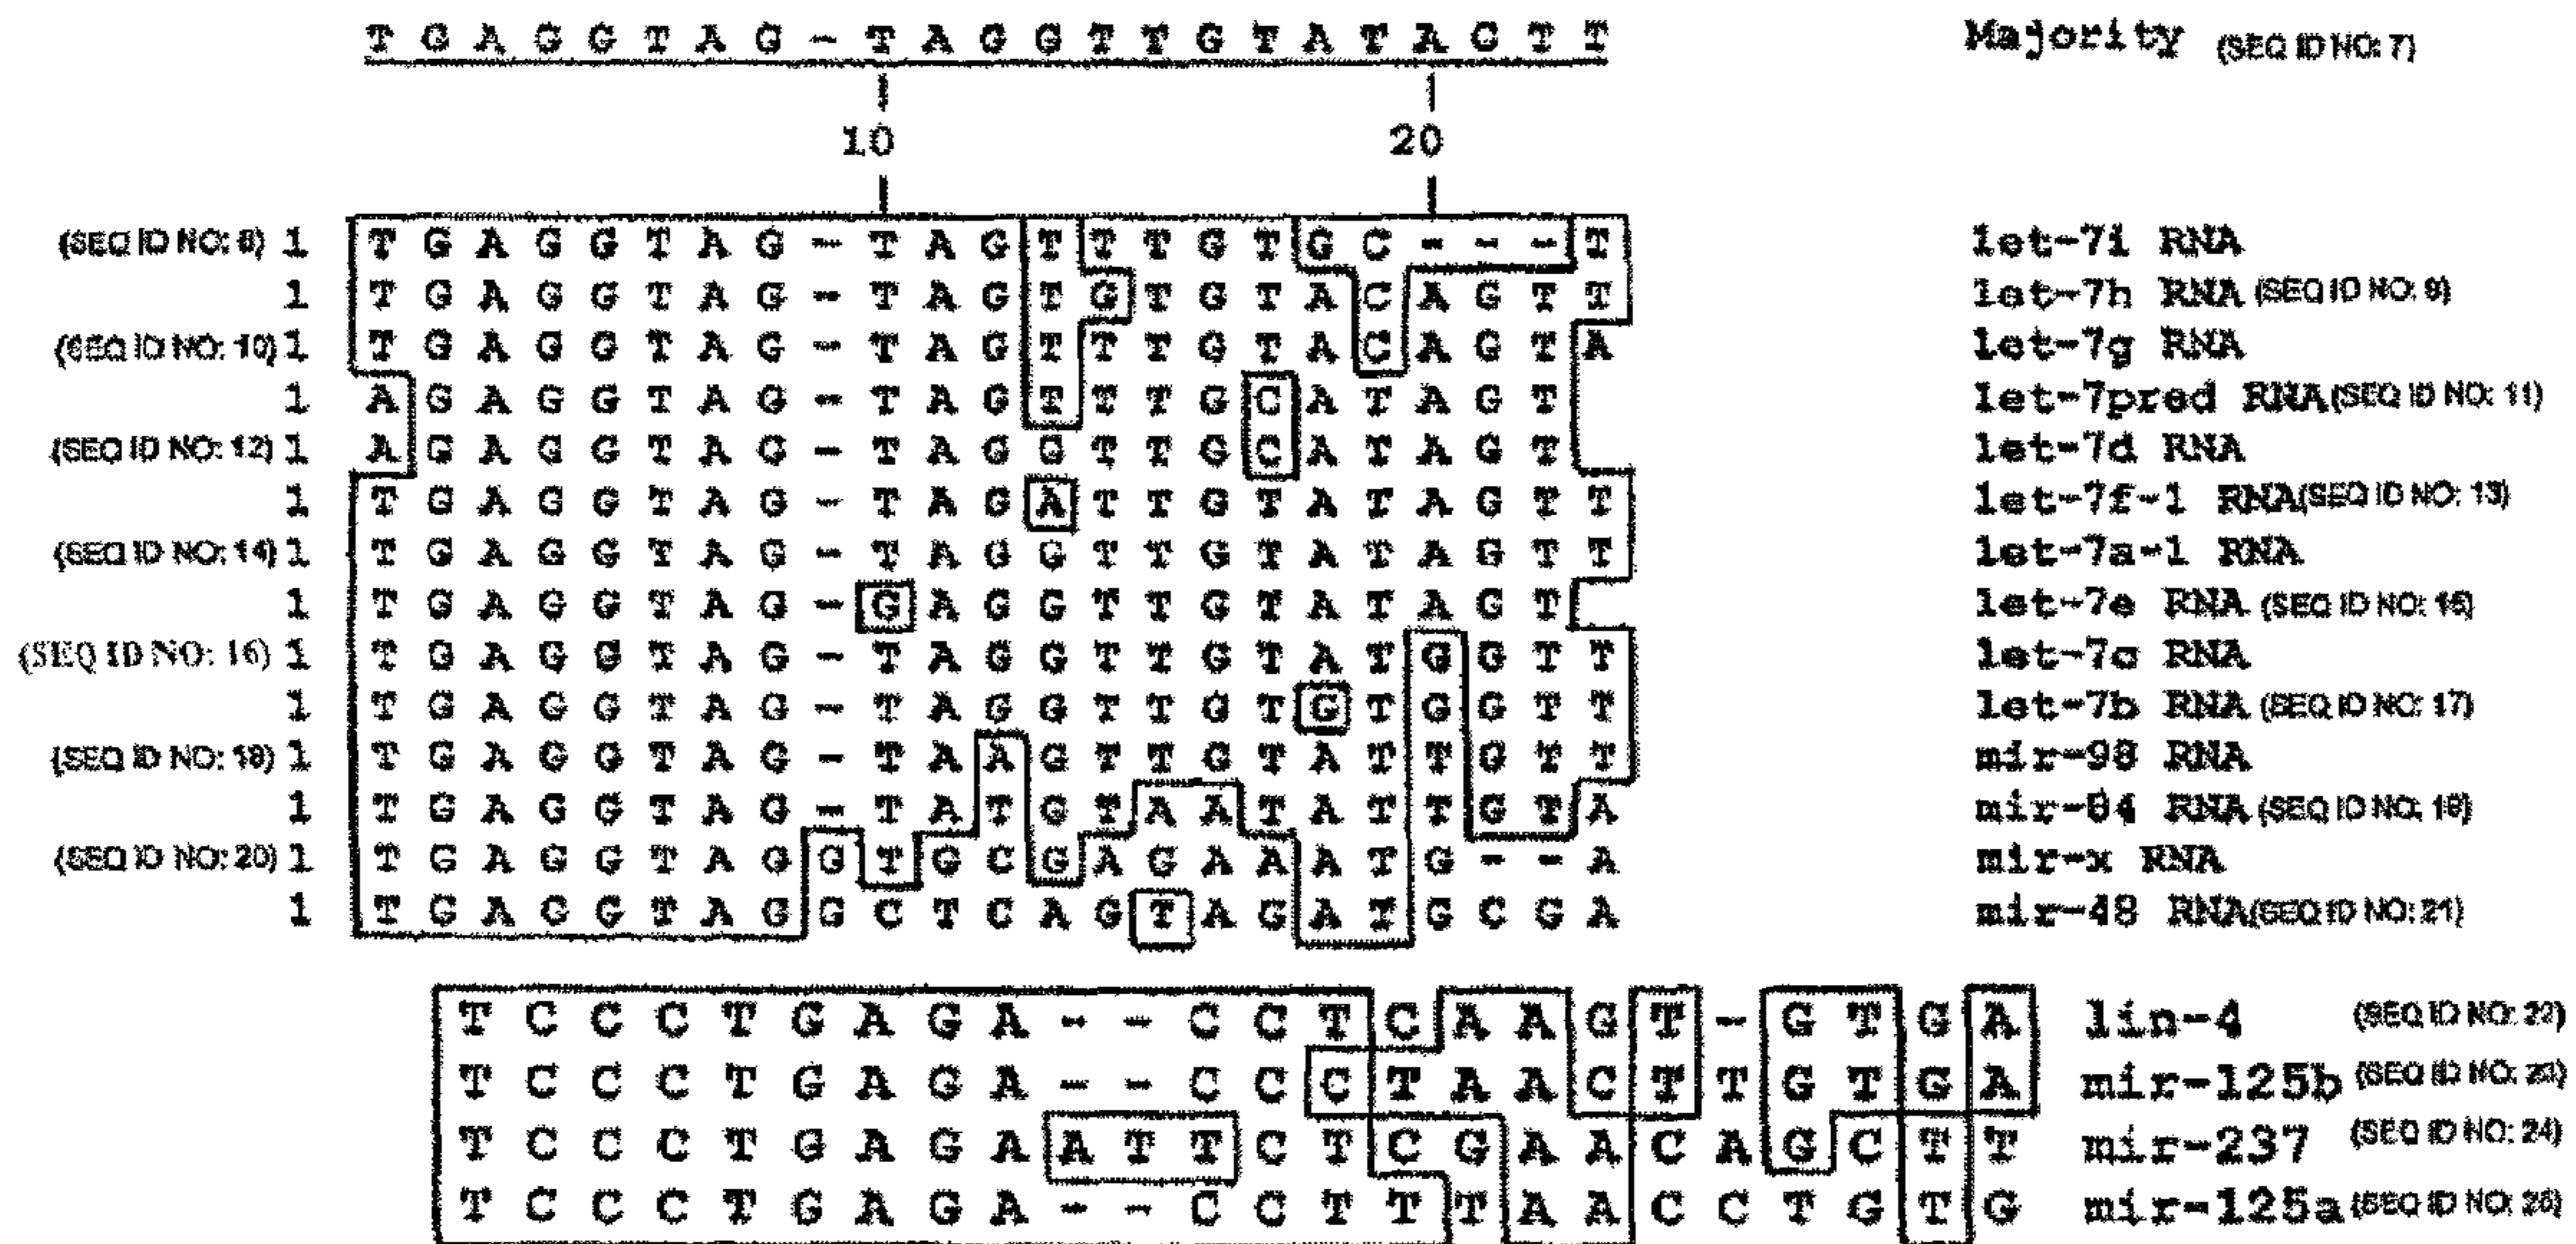 T G A G G T A G - T A G G T T G T A T A G T T Majority (SEQ ID NO: 7)
10 20
(SEQ ID NO: 8) 1 T G A G G T A G - T A G T T T G T G C - - - T let-7i RNA
1 T G A G G T A G - T A G T G T G T A C A G T T let-7h RNA (SEQ ID NO: 9)
(SEQ ID NO: 10) 1 T G A G G T A G - T A G T T T G T A C A G T A let-7g RNA
1 A G A G G T A G - T A G T T T G C A T A G T let-7pred RNA (SEQ ID NO: 11)
(SEQ ID NO: 12) 1 A G A G G T A G - T A G G T T G C A T A G T let-7d RNA
1 T G A G G T A G - T A G A T T G T A T A G T T let-7f-1 RNA (SEQ ID NO: 13)
(SEQ ID NO: 14) 1 T G A G G T A G - T A G G T T G T A T A G T T let-7a-1 RNA
1 T G A G G T A G - G A G G T T G T A T A G T let-7e RNA (SEQ ID NO: 15)
(SEQ ID NO: 16) 1 T G A G G T A G - T A G G T T G T A T G G T T let-7c RNA
1 T G A G G T A G - T A G G T T G T G T G G T T let-7b RNA (SEQ ID NO: 17)
(SEQ ID NO: 18) 1 T G A G G T A G - T A A G T T G T A T T G T T mir-98 RNA
1 T G A G G T A G - T A T G T A A T A T T G T A mir-84 RNA (SEQ ID NO: 19)
(SEQ ID NO: 20) 1 T G A G G T A G G T G C G A G A A A T G - - A mir-x RNA
1 T G A G G T A G G C T C A G T A G A T G C G A mir-48 RNA (SEQ ID NO: 21)
T C C C T G A G A - - C C T C A A G T - G T G A lin-4 (SEQ ID NO: 22)
T C C C T G A G A - - C C C T A A C T T G T G A mir-125b (SEQ ID NO: 23)
T C C C T G A G A A T T C T C G A A C A G C T T mir-237 (SEQ ID NO: 24)
T C C C T G A G A - - C C T T T A A C C T G T G mir-125a (SEQ ID NO: 25)